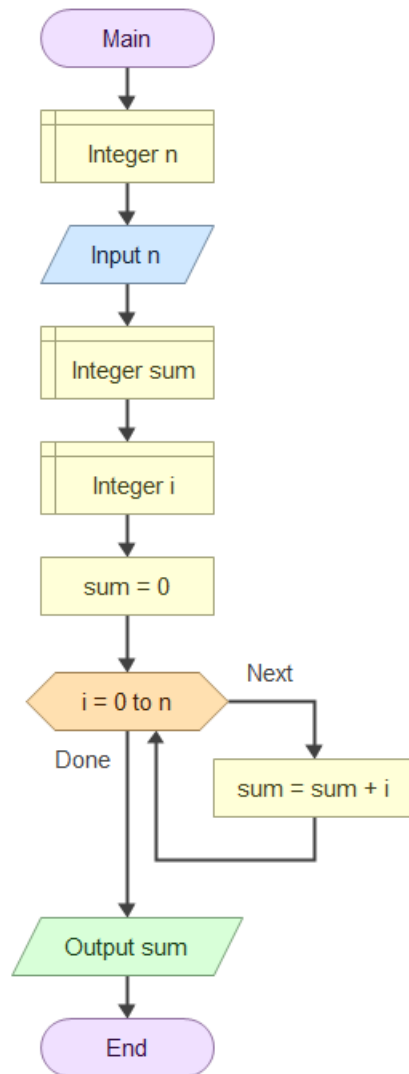 Main
Integer n
Input n
Integer sum
Integer i
sum = 0
i = 0 to n
Next
Done
sum = sum + i
Output sum
End